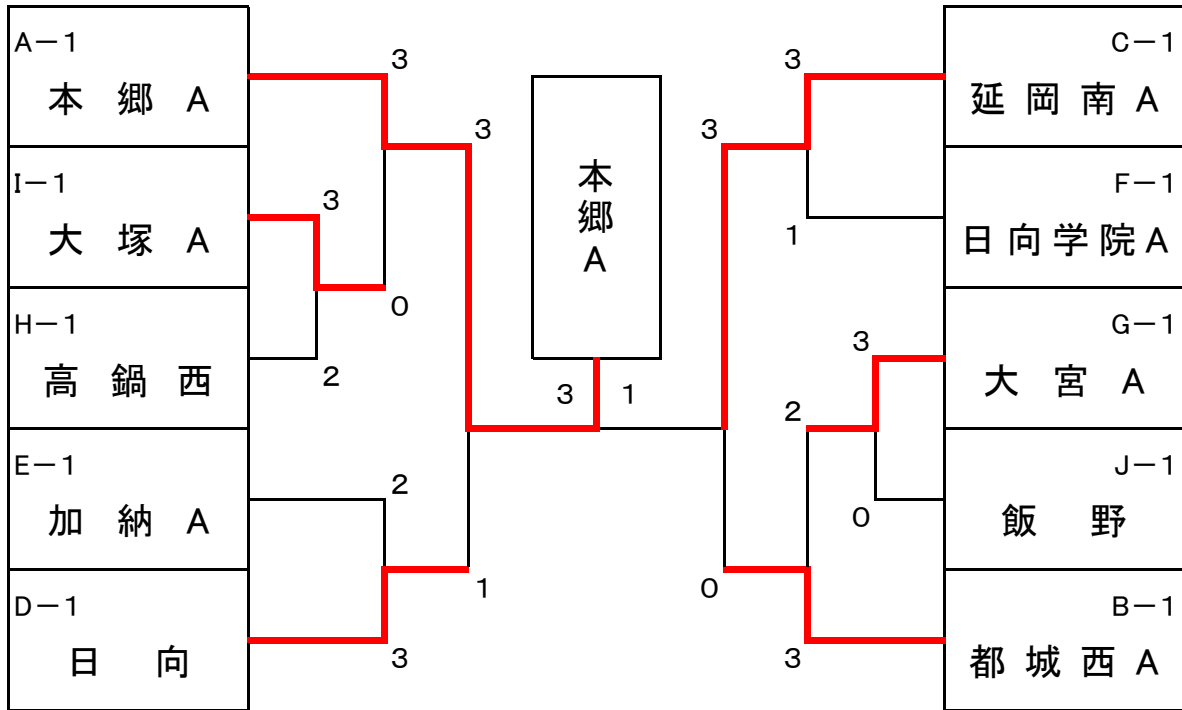 A－1
本 郷 A
I－1
大 塚 A
H－1
高 鍋 西
E－1
加 納 A
D－1
日 向
3
3
3
0
2
2
1
3
本郷A
3 1
3
3
1
3
2
0
0
3
C－1
延 岡 南 A
F－1
日 向 学 院 A
G－1
大 宮 A
J－1
飯 野
B－1
都 城 西 A